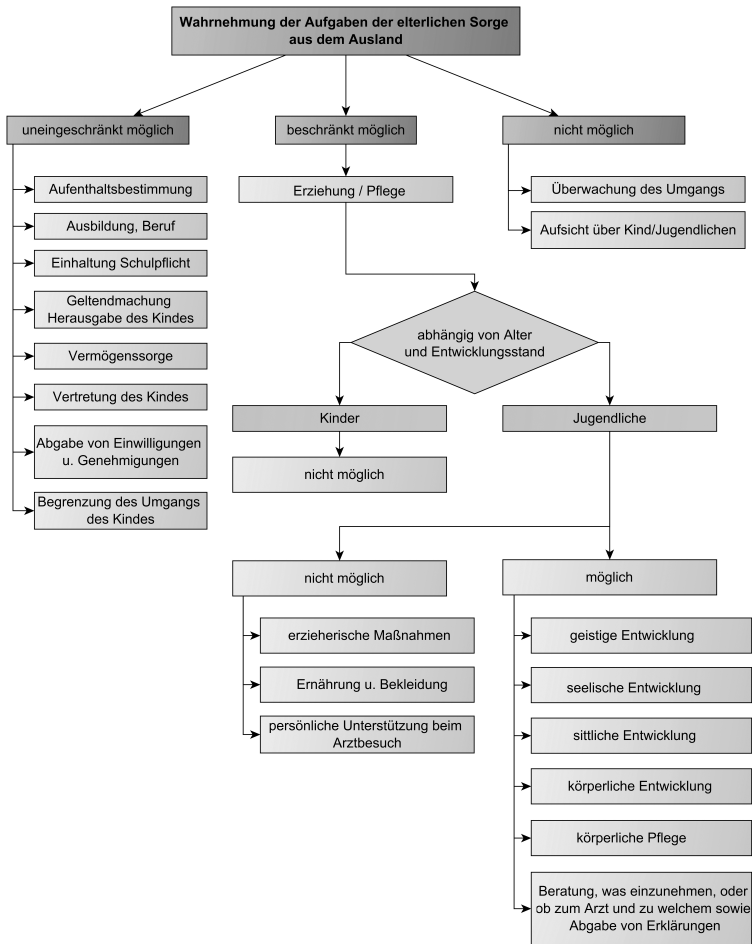 Wahrnehmung der Aufgaben der elterlichen Sorge
aus dem Ausland
uneingeschränkt möglich
beschränkt möglich
nicht möglich
Aufenthaltsbestimmung
Ausbildung, Beruf
Einhaltung Schulpflicht
Geltendmachung
Herausgabe des Kindes
Vermögenssorge
Vertretung des Kindes
Abgabe von Einwilligungen
u. Genehmigungen
Begrenzung des Umgangs
des Kindes
Erziehung / Pflege
Überwachung des Umgangs
Aufsicht über Kind/Jugendlichen
abhängig von Alter
und Entwicklungsstand
Kinder
nicht möglich
Jugendliche
nicht möglich
erzieherische Maßnahmen
Ernährung u. Bekleidung
persönliche Unterstützung beim
Arztbesuch
möglich
geistige Entwicklung
seelische Entwicklung
sittliche Entwicklung
körperliche Entwicklung
körperliche Pflege
Beratung, was einzunehmen, oder
ob zum Arzt und zu welchem sowie
Abgabe von Erklärungen